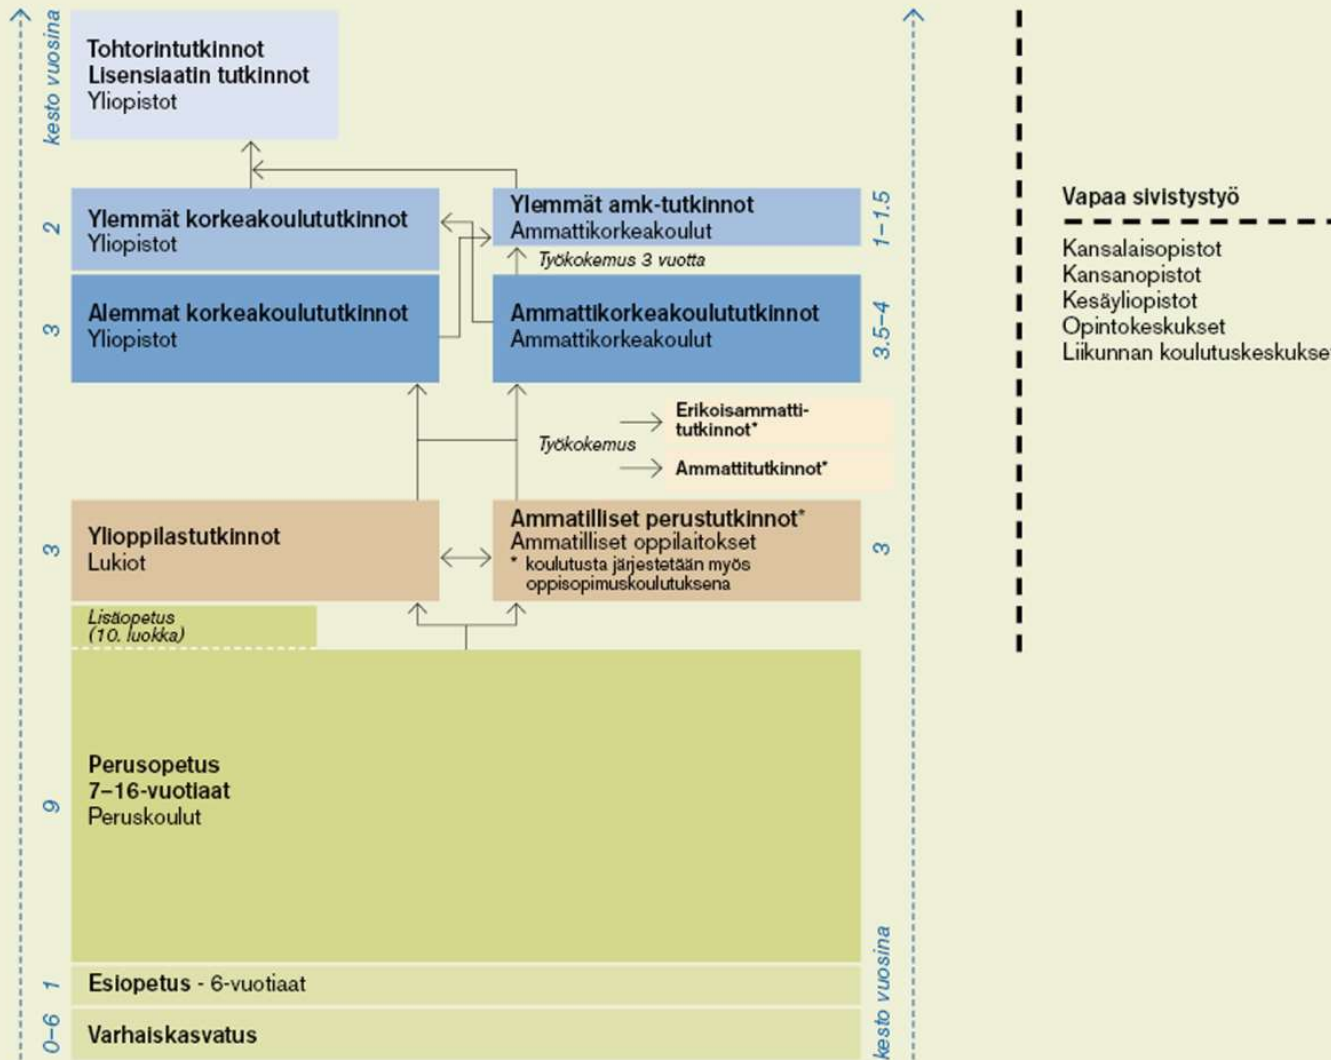 kesto vuosina
Tohtorintutkinnot
Lisensiaatin tutkinnot
Yliopistot
2
Ylemmät korkeakoulututkinnot
Yliopistot
Ylemmät amk-tutkinnot
Ammattikorkeakoulut
1–1.5
Työkokemus 3 vuotta
3
Alemmat korkeakoulututkinnot
Yliopistot
Ammattikorkeakoulututkinnot
Ammattikorkeakoulut
3.5–4
Työkokemus
Erikoisammatti-
tutkinnot*
Ammattitutkinnot*
3
Ylioppilastutkinnot
Lukiot
Ammatilliset perustutkinnot*
Ammatilliset oppilaitokset
* koulutusta järjestetään myös
oppisopimuskoulutuksena
3
Lisäopetus
(10. luokka)
9
Perusopetus
7–16-vuotiaat
Peruskoulut
1
Esiopetus - 6-vuotiaat
0–6
Varhaiskasvatus
kesto vuosina
Vapaa sivistystyö
Kansalaisopistot
Kansanopistot
Kesäyliopistot
Opintokeskukset
Liikunnan koulutuskeskukset